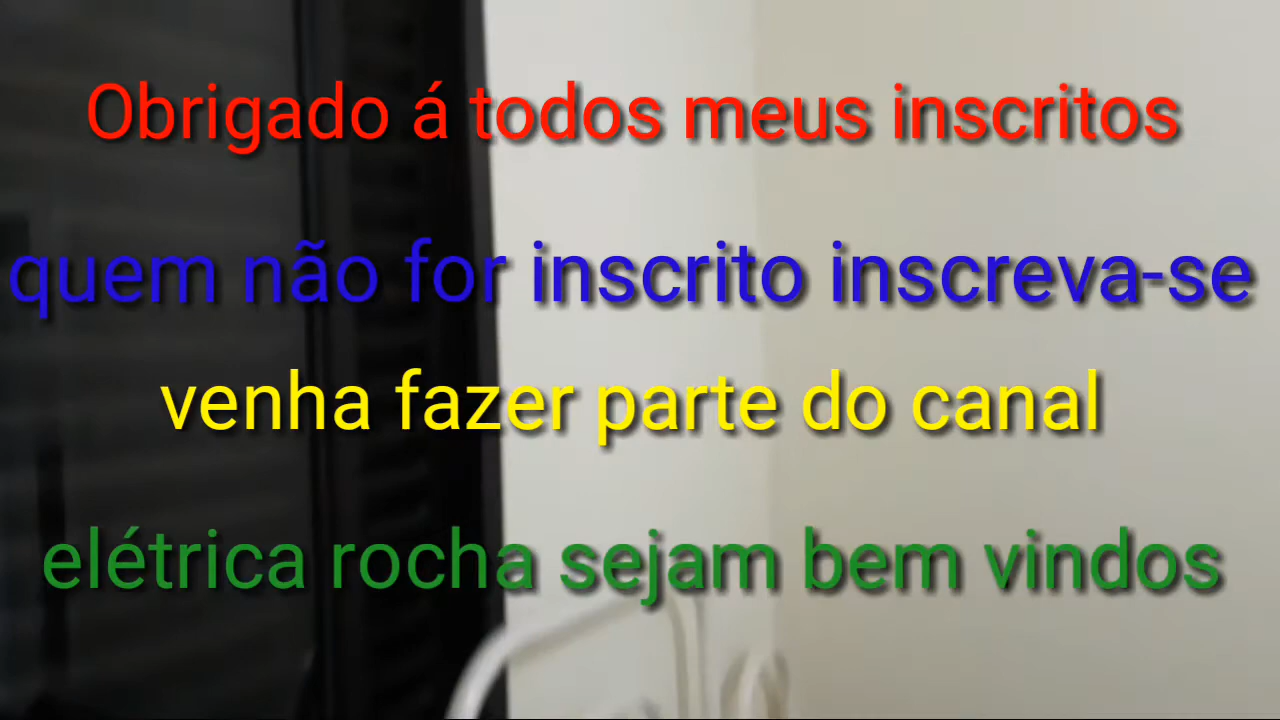 Obrigado á todos meus inscritos
quem não for inscrito inscreva-se
venha fazer parte do canal
elétrica rocha sejam bem vindos